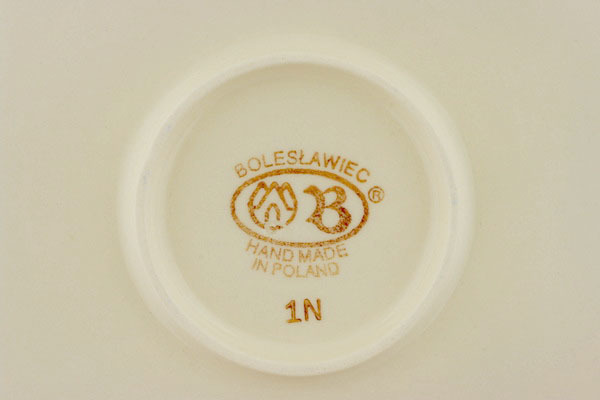 BOLESŁAWIEC
B ®
HAND MADE
IN POLAND
1N